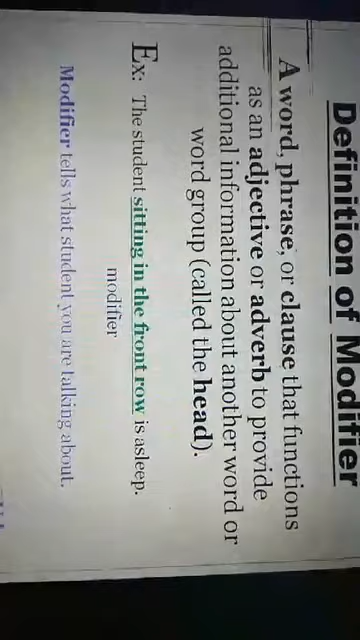 Definition of Modifier
A word, phrase, or clause that functions
as an adjective or adverb to provide
additional information about another word or
word group (called the head).
Ex: The student sitting in the front row is asleep.
modifier
Modifier tells what student you are talking about.